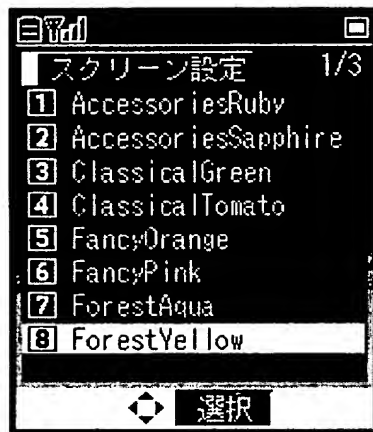 スクリーン設定 1/3
1 AccessoriesRuby
2 AccessoriesSapphire
3 ClassicalGreen
4 ClassicalTomato
5 FancyOrange
6 FancyPink
7 ForestAqua
8 ForestYellow
選択